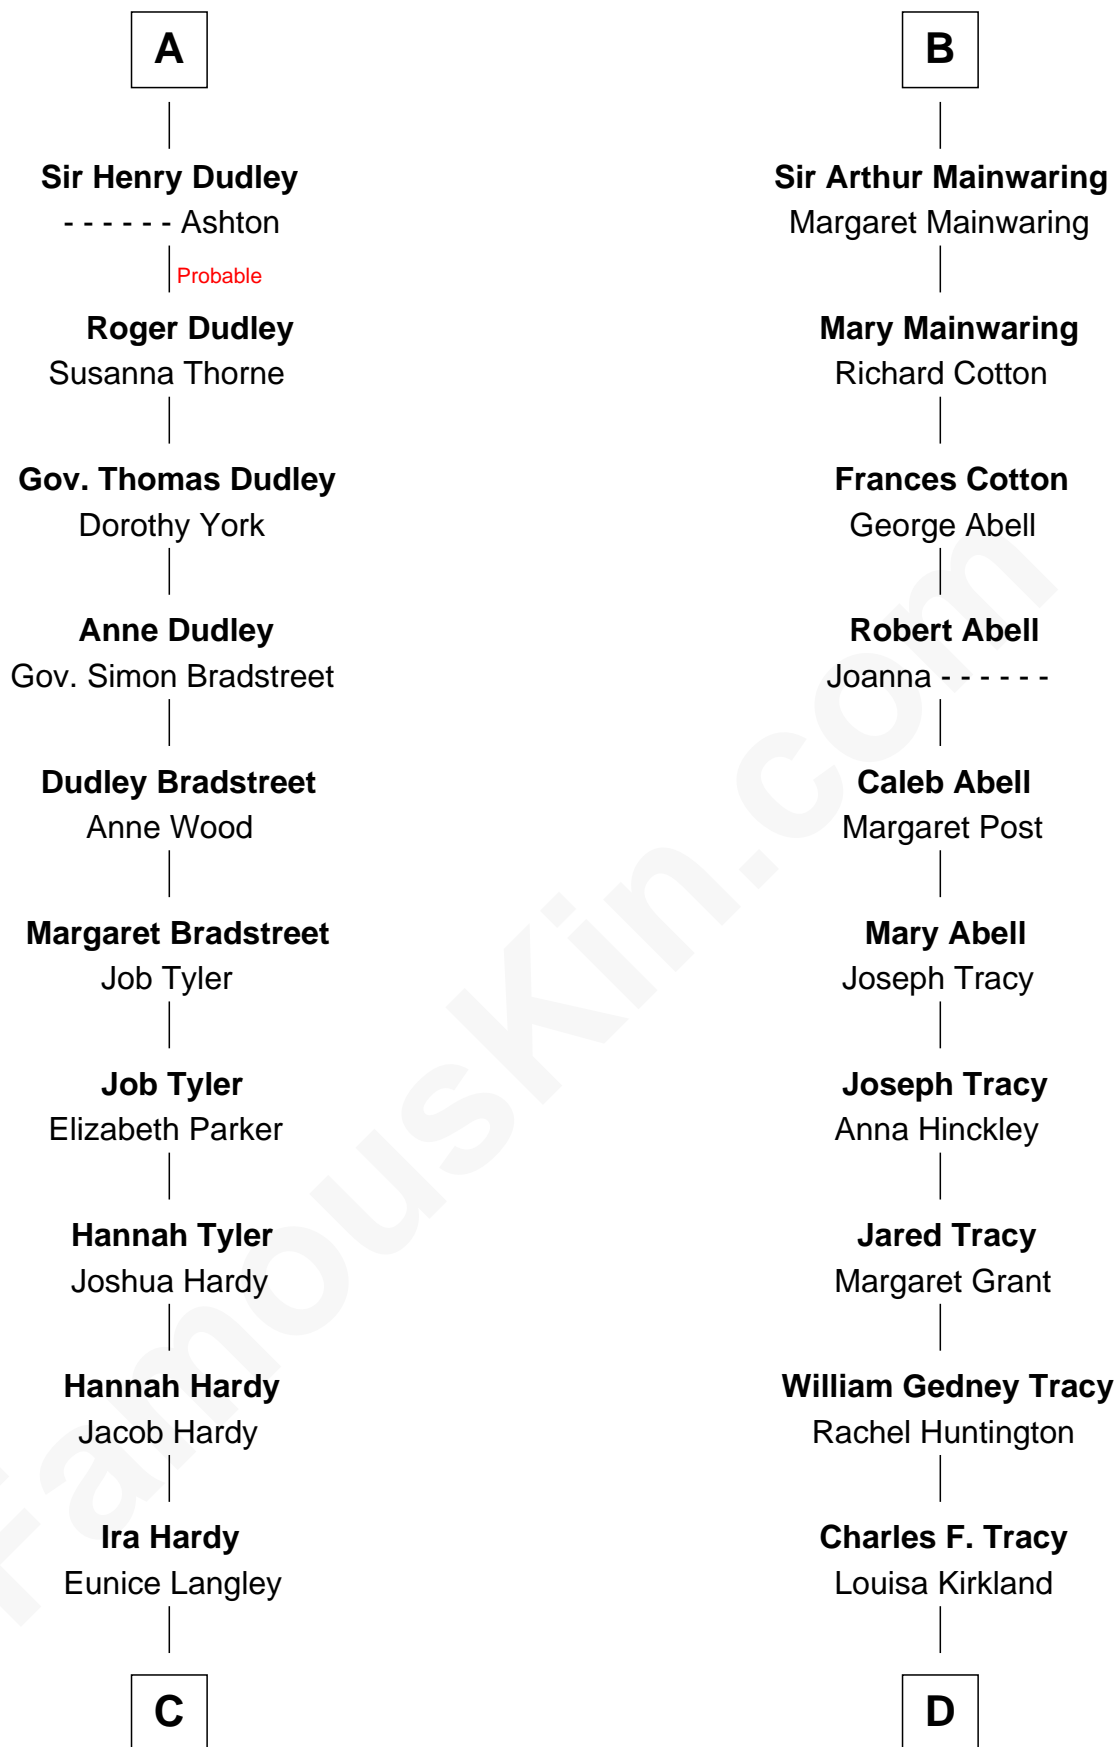 A
Sir Henry Dudley
- - - - - - Ashton
Probable
Roger Dudley
Susanna Thorne
Gov. Thomas Dudley
Dorothy York
Anne Dudley
Gov. Simon Bradstreet
Dudley Bradstreet
Anne Wood
Margaret Bradstreet
Job Tyler
Job Tyler
Elizabeth Parker
Hannah Tyler
Joshua Hardy
Hannah Hardy
Jacob Hardy
Ira Hardy
Eunice Langley
C
B
Sir Arthur Mainwaring
Margaret Mainwaring
Mary Mainwaring
Richard Cotton
Frances Cotton
George Abell
Robert Abell
Joanna - - - - - -
Caleb Abell
Margaret Post
Mary Abell
Joseph Tracy
Joseph Tracy
Anna Hinckley
Jared Tracy
Margaret Grant
William Gedney Tracy
Rachel Huntington
Charles F. Tracy
Louisa Kirkland
D
FamousKin.com